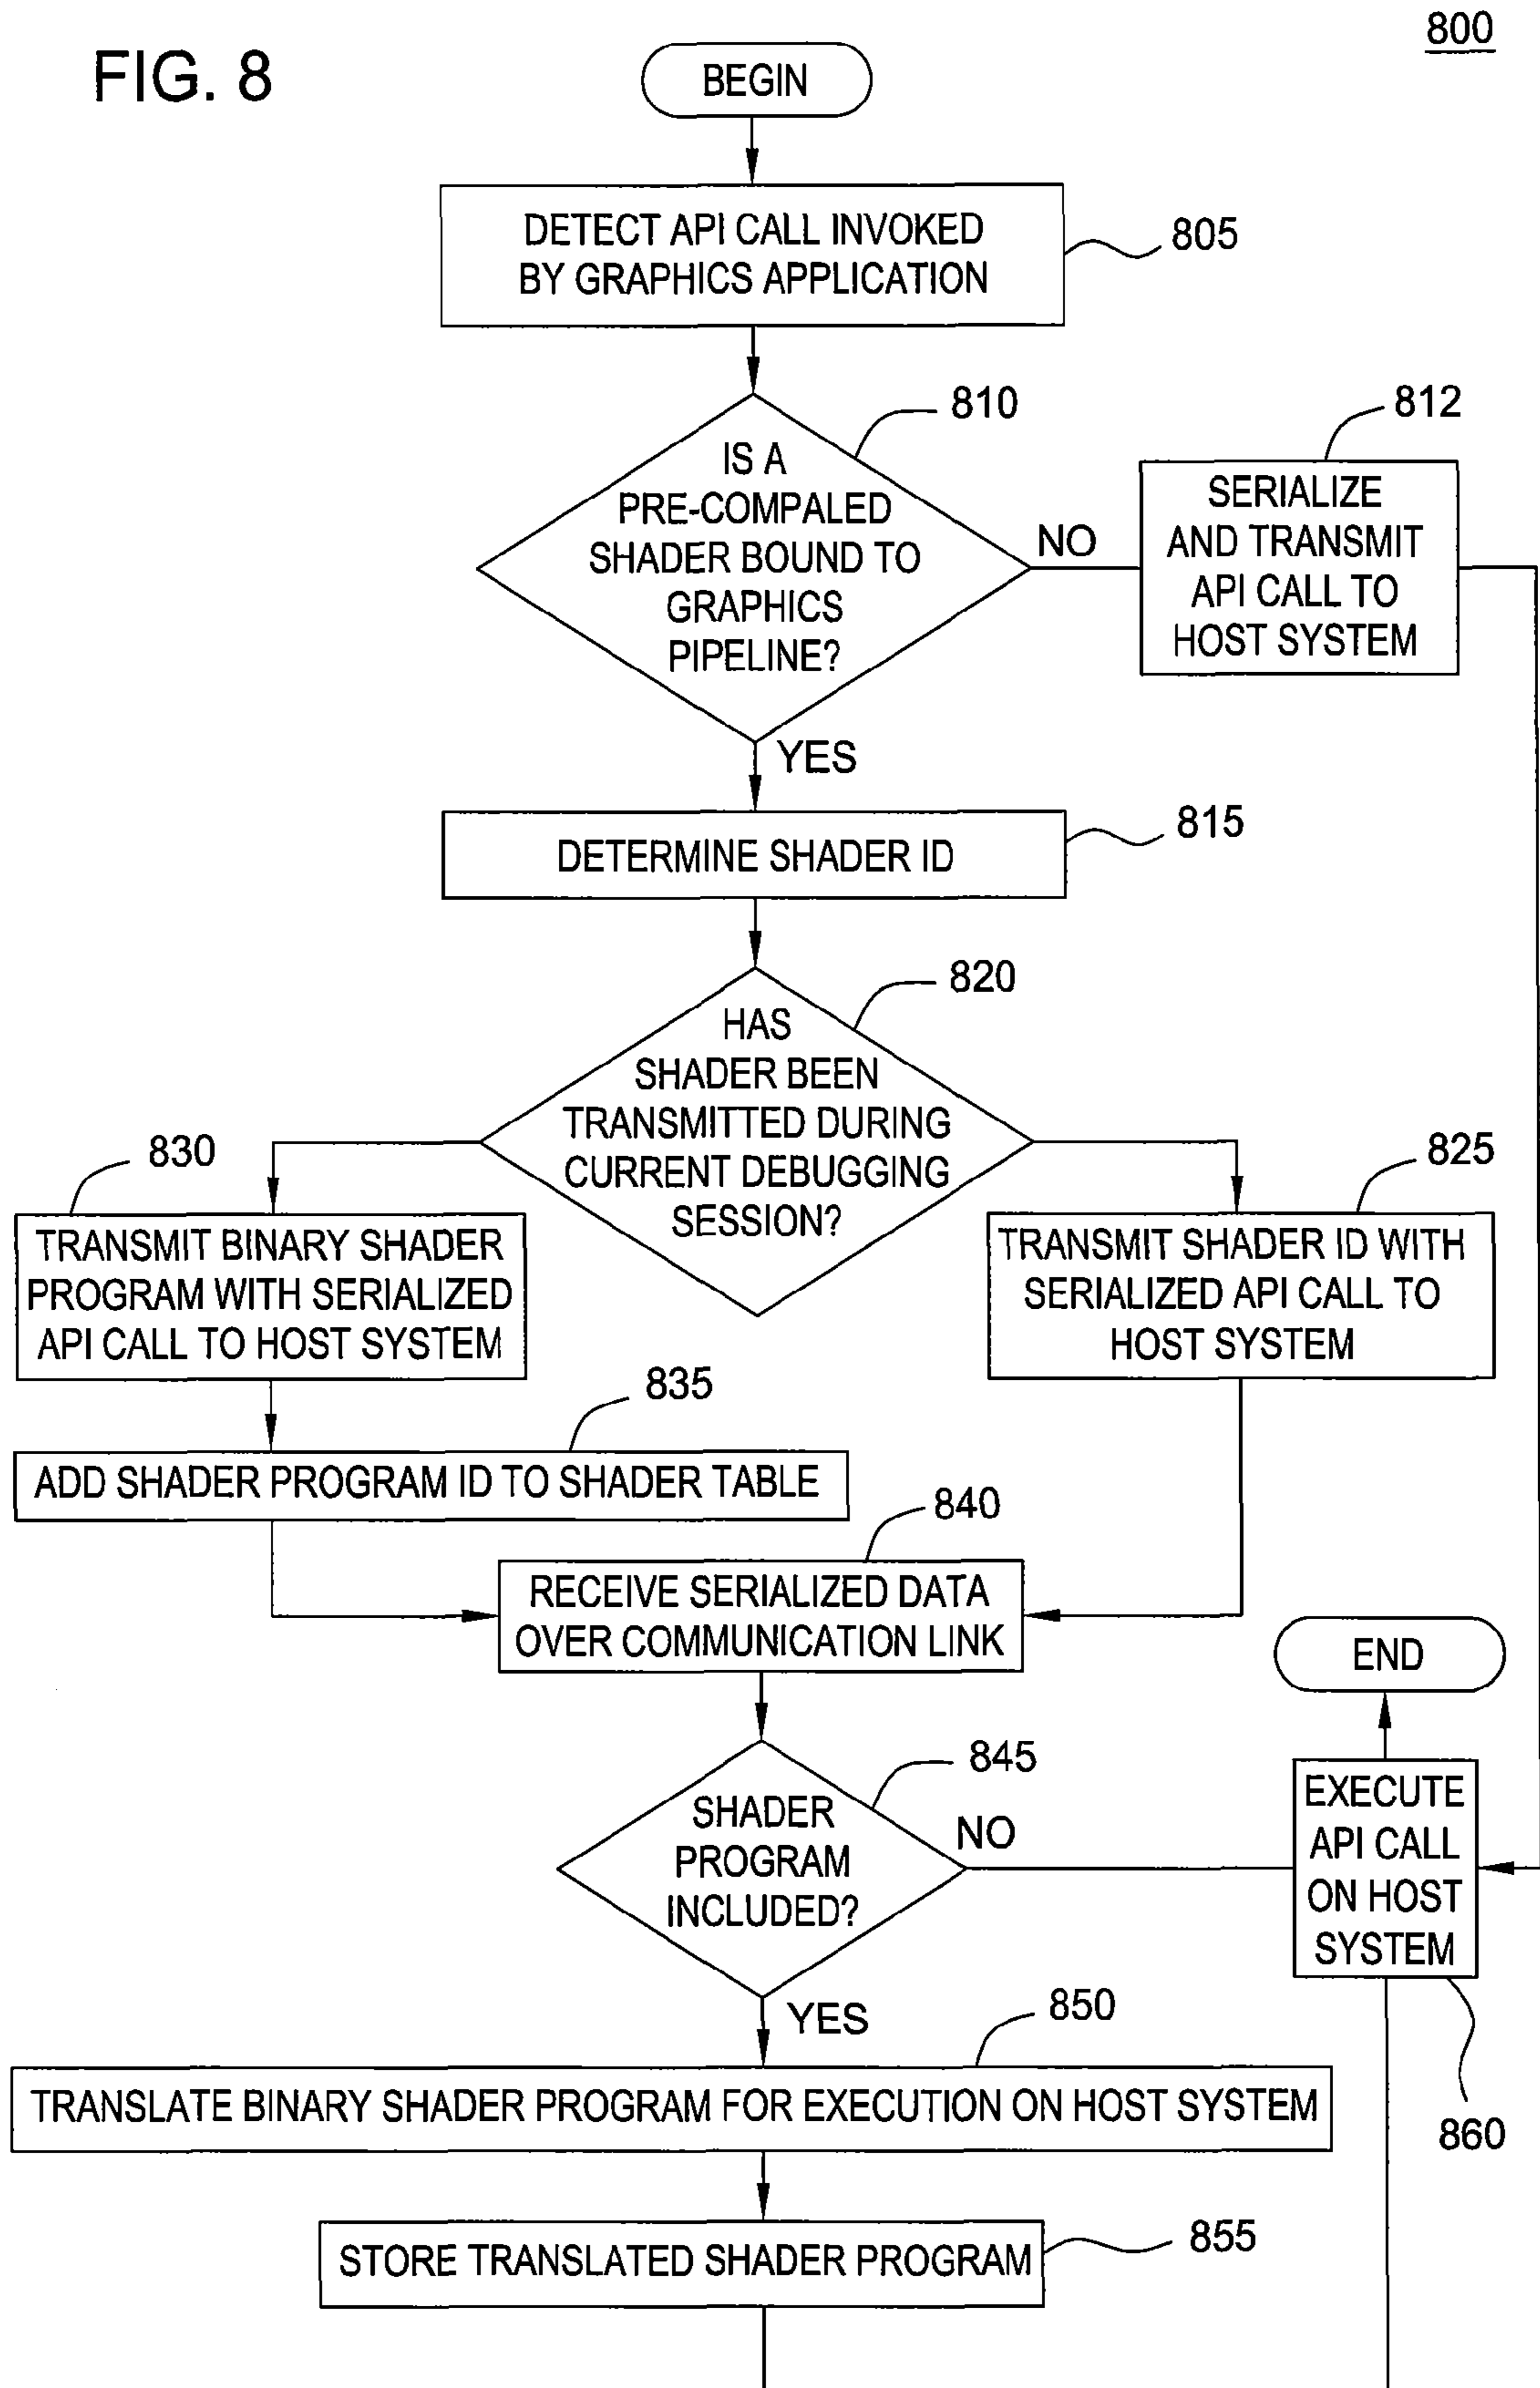 FIG. 8
800
BEGIN
DETECT API CALL INVOKED
BY GRAPHICS APPLICATION
805
810
IS A
PRE-COMPALED
SHADER BOUND TO
GRAPHICS
PIPELINE?
NO
812
SERIALIZE
AND TRANSMIT
API CALL TO
HOST SYSTEM
YES
DETERMINE SHADER ID
815
820
HAS
SHADER BEEN
TRANSMITTED DURING
CURRENT DEBUGGING
SESSION?
830
TRANSMIT BINARY SHADER
PROGRAM WITH SERIALIZED
API CALL TO HOST SYSTEM
825
TRANSMIT SHADER ID WITH
SERIALIZED API CALL TO
HOST SYSTEM
835
ADD SHADER PROGRAM ID TO SHADER TABLE
840
RECEIVE SERIALIZED DATA
OVER COMMUNICATION LINK
END
845
SHADER
PROGRAM
INCLUDED?
NO
EXECUTE
API CALL
ON HOST
SYSTEM
860
YES
850
TRANSLATE BINARY SHADER PROGRAM FOR EXECUTION ON HOST SYSTEM
STORE TRANSLATED SHADER PROGRAM
855